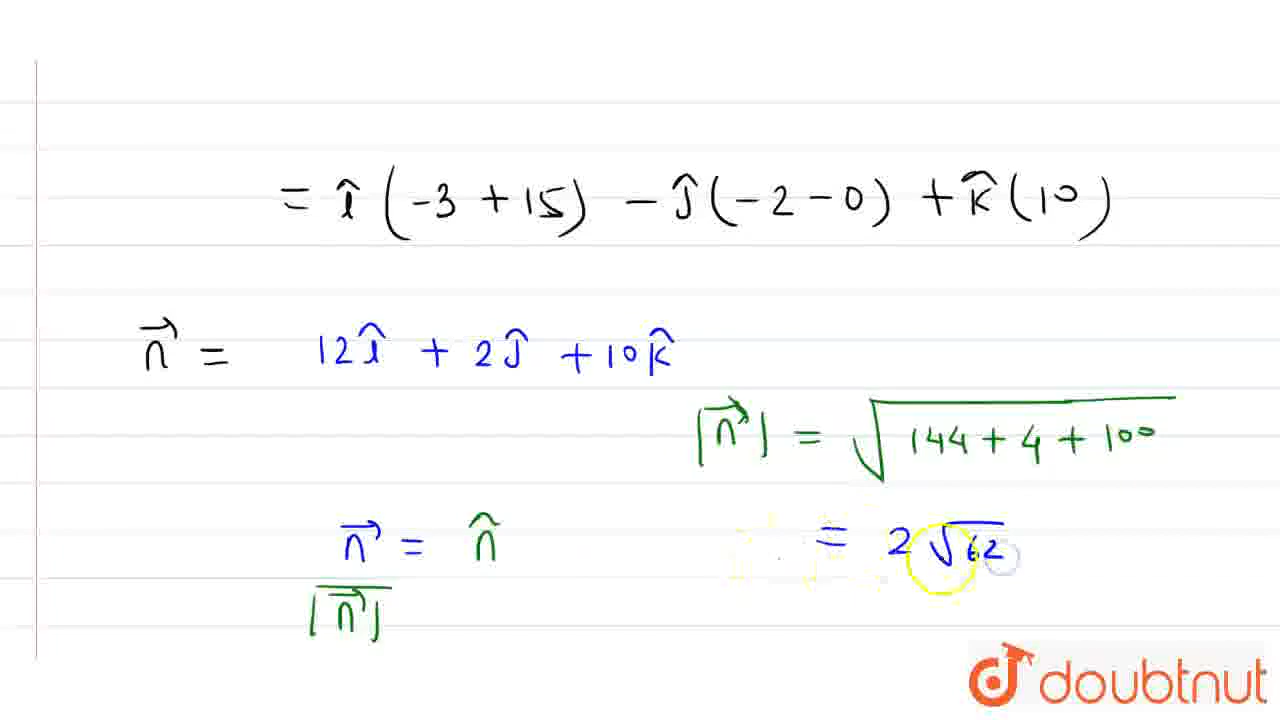 = î (-3 + 15) - ĵ (-2 - 0) + k̂ (10)
n⃗ = 12î + 2ĵ + 10k̂
|n⃗| = √(144 + 4 + 100)
n⃗ / |n⃗| = n̂
= 2√62
doubtnut